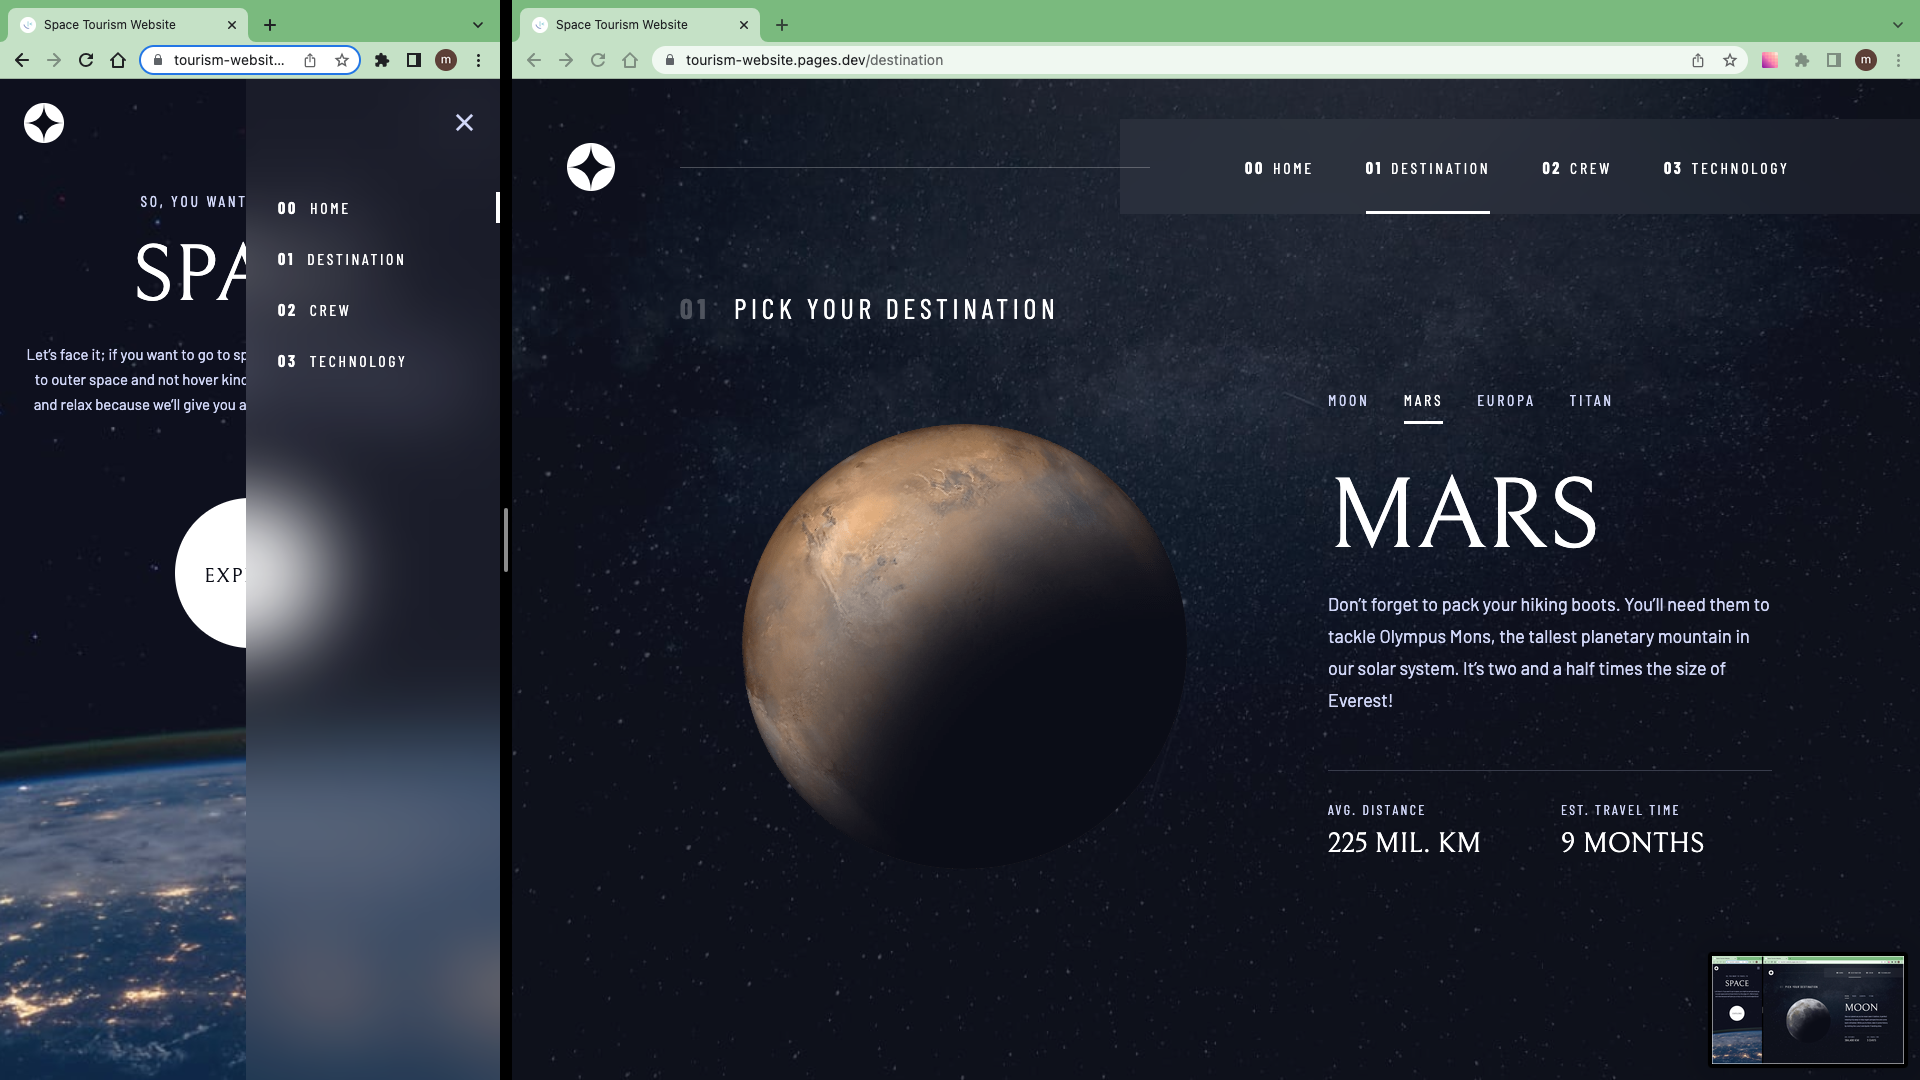 Space Tourism Website
tourism-websit...
m
SO, YOU WANT
SPA
Let's face it; if you want to go to sp
to outer space and not hover kind
and relax because we'll give you a
EXP
00 HOME
01 DESTINATION
02 CREW
03 TECHNOLOGY
Space Tourism Website
tourism-website.pages.dev/destination
m
00 HOME 01 DESTINATION 02 CREW 03 TECHNOLOGY
01 PICK YOUR DESTINATION
MOON MARS EUROPA TITAN
MARS
Don't forget to pack your hiking boots. You'll need them to
tackle Olympus Mons, the tallest planetary mountain in
our solar system. It's two and a half times the size of
Everest!
AVG. DISTANCE EST. TRAVEL TIME
225 MIL. KM 9 MONTHS
SPACE
PICK YOUR DESTINATION
MOON